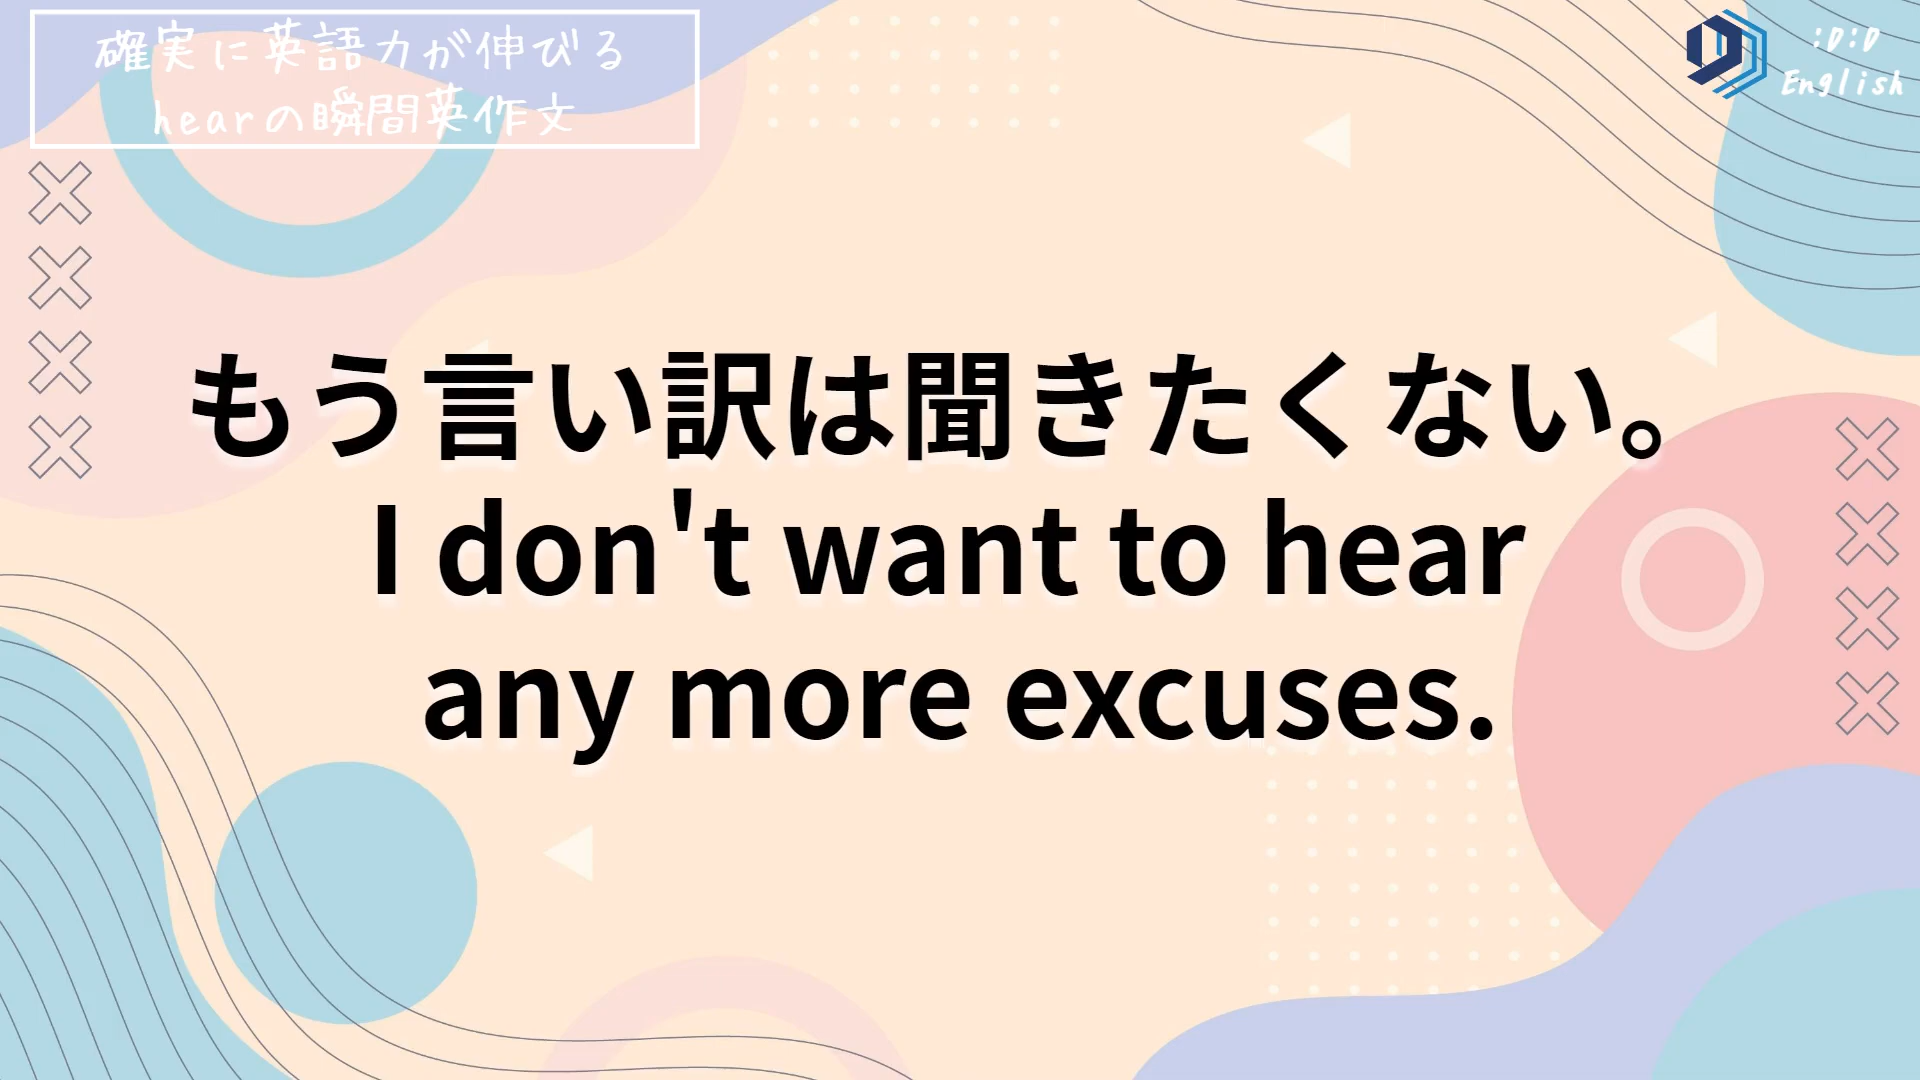 確実に英語力が伸びる
hearの瞬間英作文
:D:D
English
もう言い訳は聞きたくない。
I don't want to hear
any more excuses.